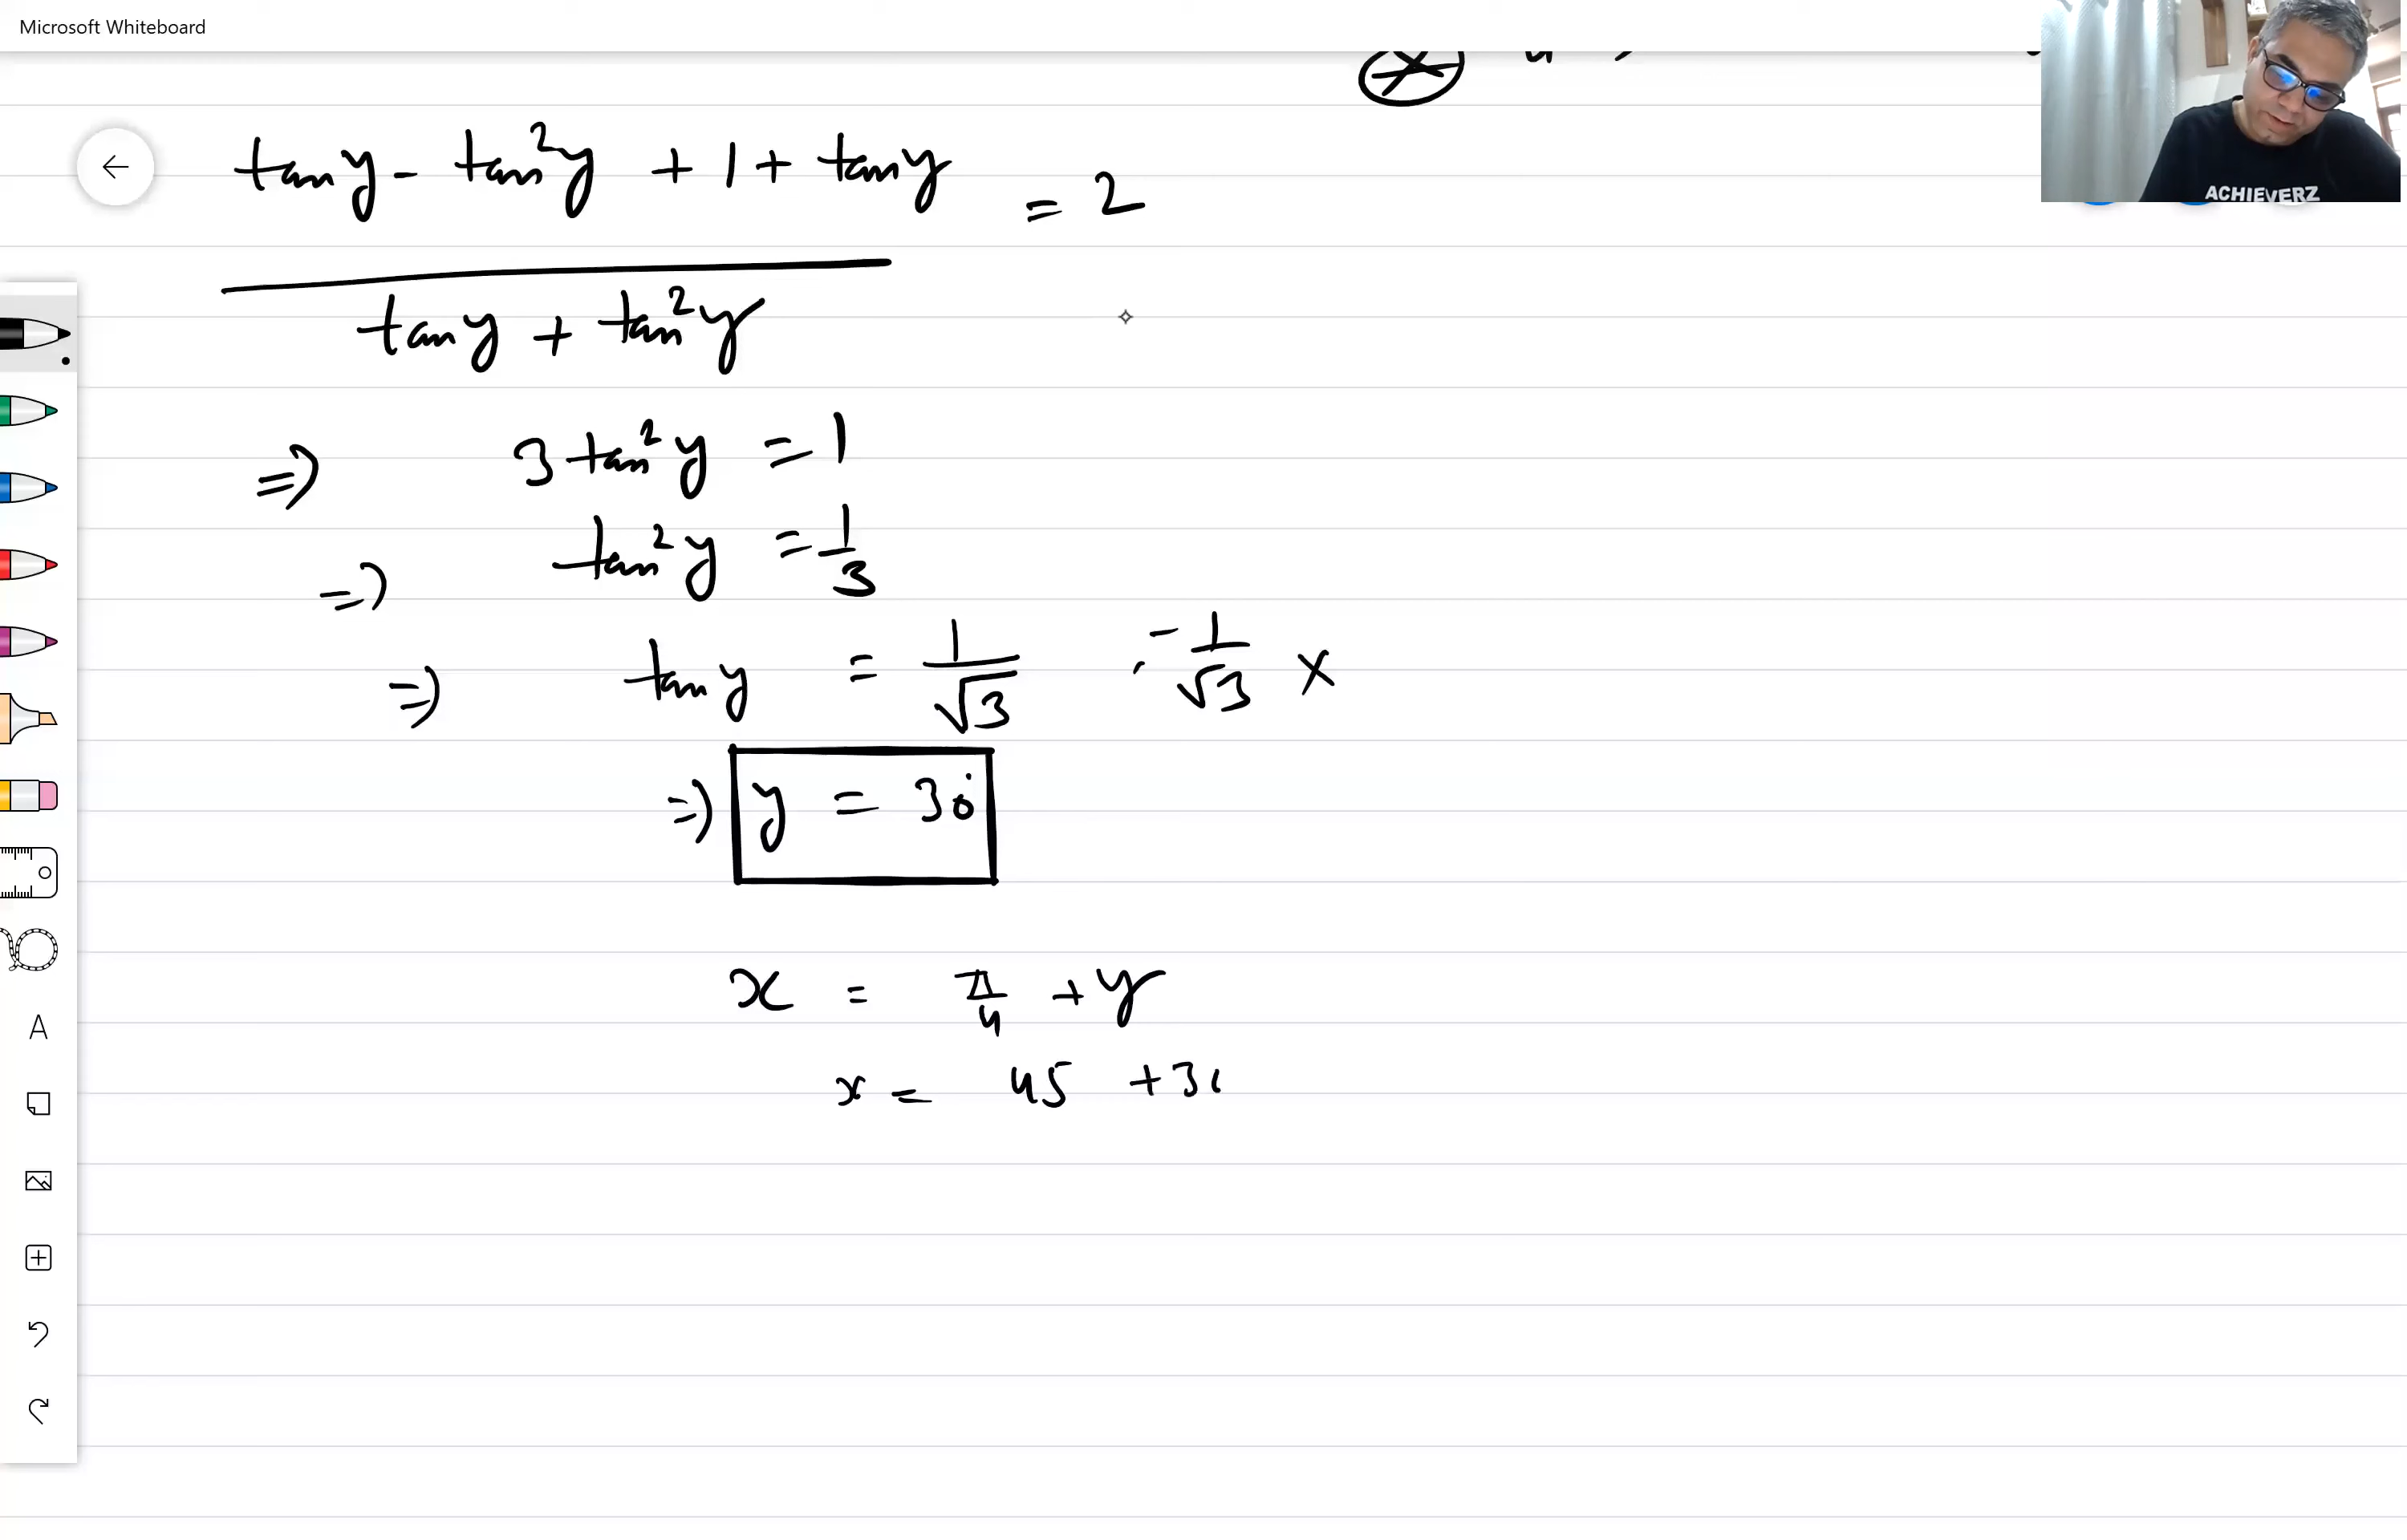 Microsoft Whiteboard
ACHIEVERZ
tan y - tan²y + 1 + tan y = 2
tan y + tan²y
=> 3 tan²y = 1
=> tan²y = 1/3
=> tan y = 1/√3 , -1/√3 ×
=> y = 30°
x = π/4 + y
x = 45 + 30
A